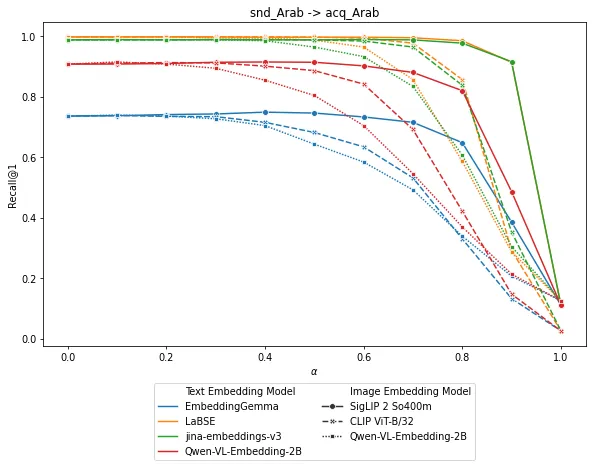 snd_Arab -> acq_Arab
Recall@1
1.0
0.8
0.6
0.4
0.2
0.0
0.0 0.2 0.4 0.6 0.8 1.0
α
Text Embedding Model
EmbeddingGemma
LaBSE
jina-embeddings-v3
Qwen-VL-Embedding-2B
Image Embedding Model
SigLIP 2 So400m
CLIP ViT-B/32
Qwen-VL-Embedding-2B